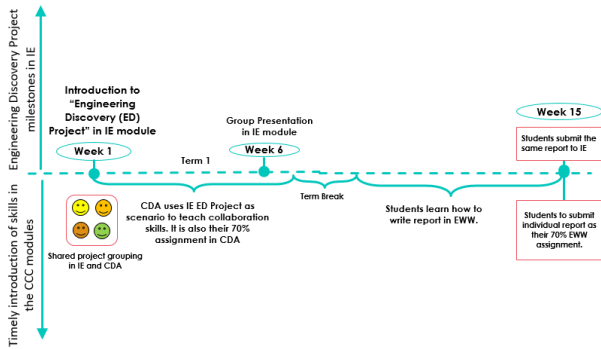 Engineering Discovery Project
milestones in IE
Timely introduction of skills in
the CCC modules
Introduction to
“Engineering
Discovery (ED)
Project” in IE module
Week 1
Term 1
Group Presentation
in IE module
Week 6
Week 15
Students submit the
same report to IE
Shared project grouping
in IE and CDA
CDA uses IE ED Project as
scenario to teach collaboration
skills. It is also their 70%
assignment in CDA
Term Break
Students learn how to
write report in EWW.
Students to submit
individual report as
their 70% EWW
assignment.